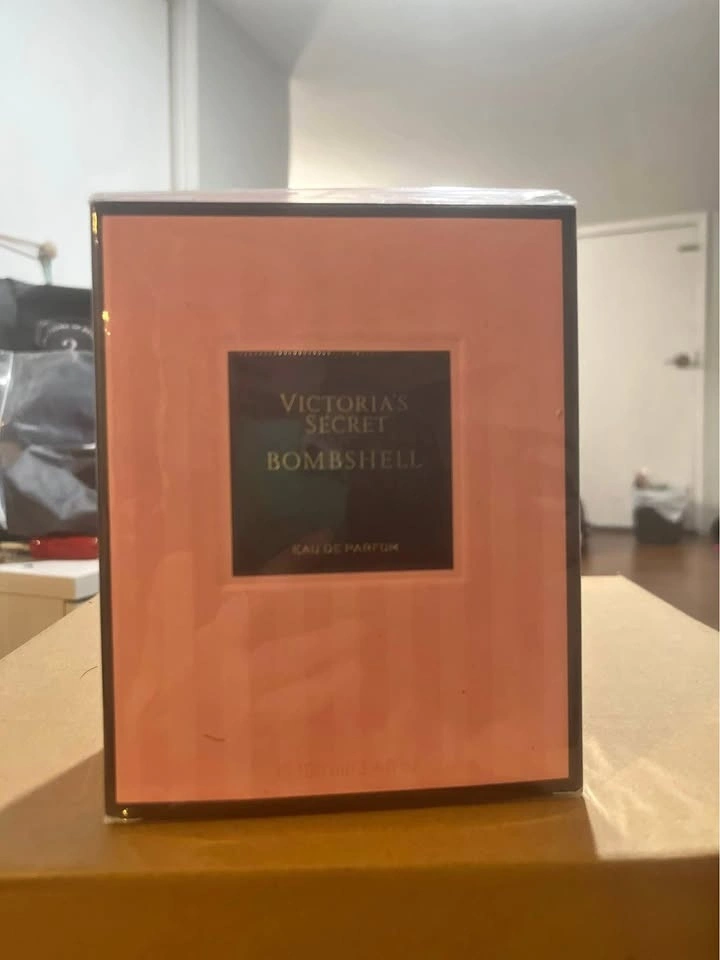 VICTORIA'S
SECRET
BOMBSHELL
EAU DE PARFUM